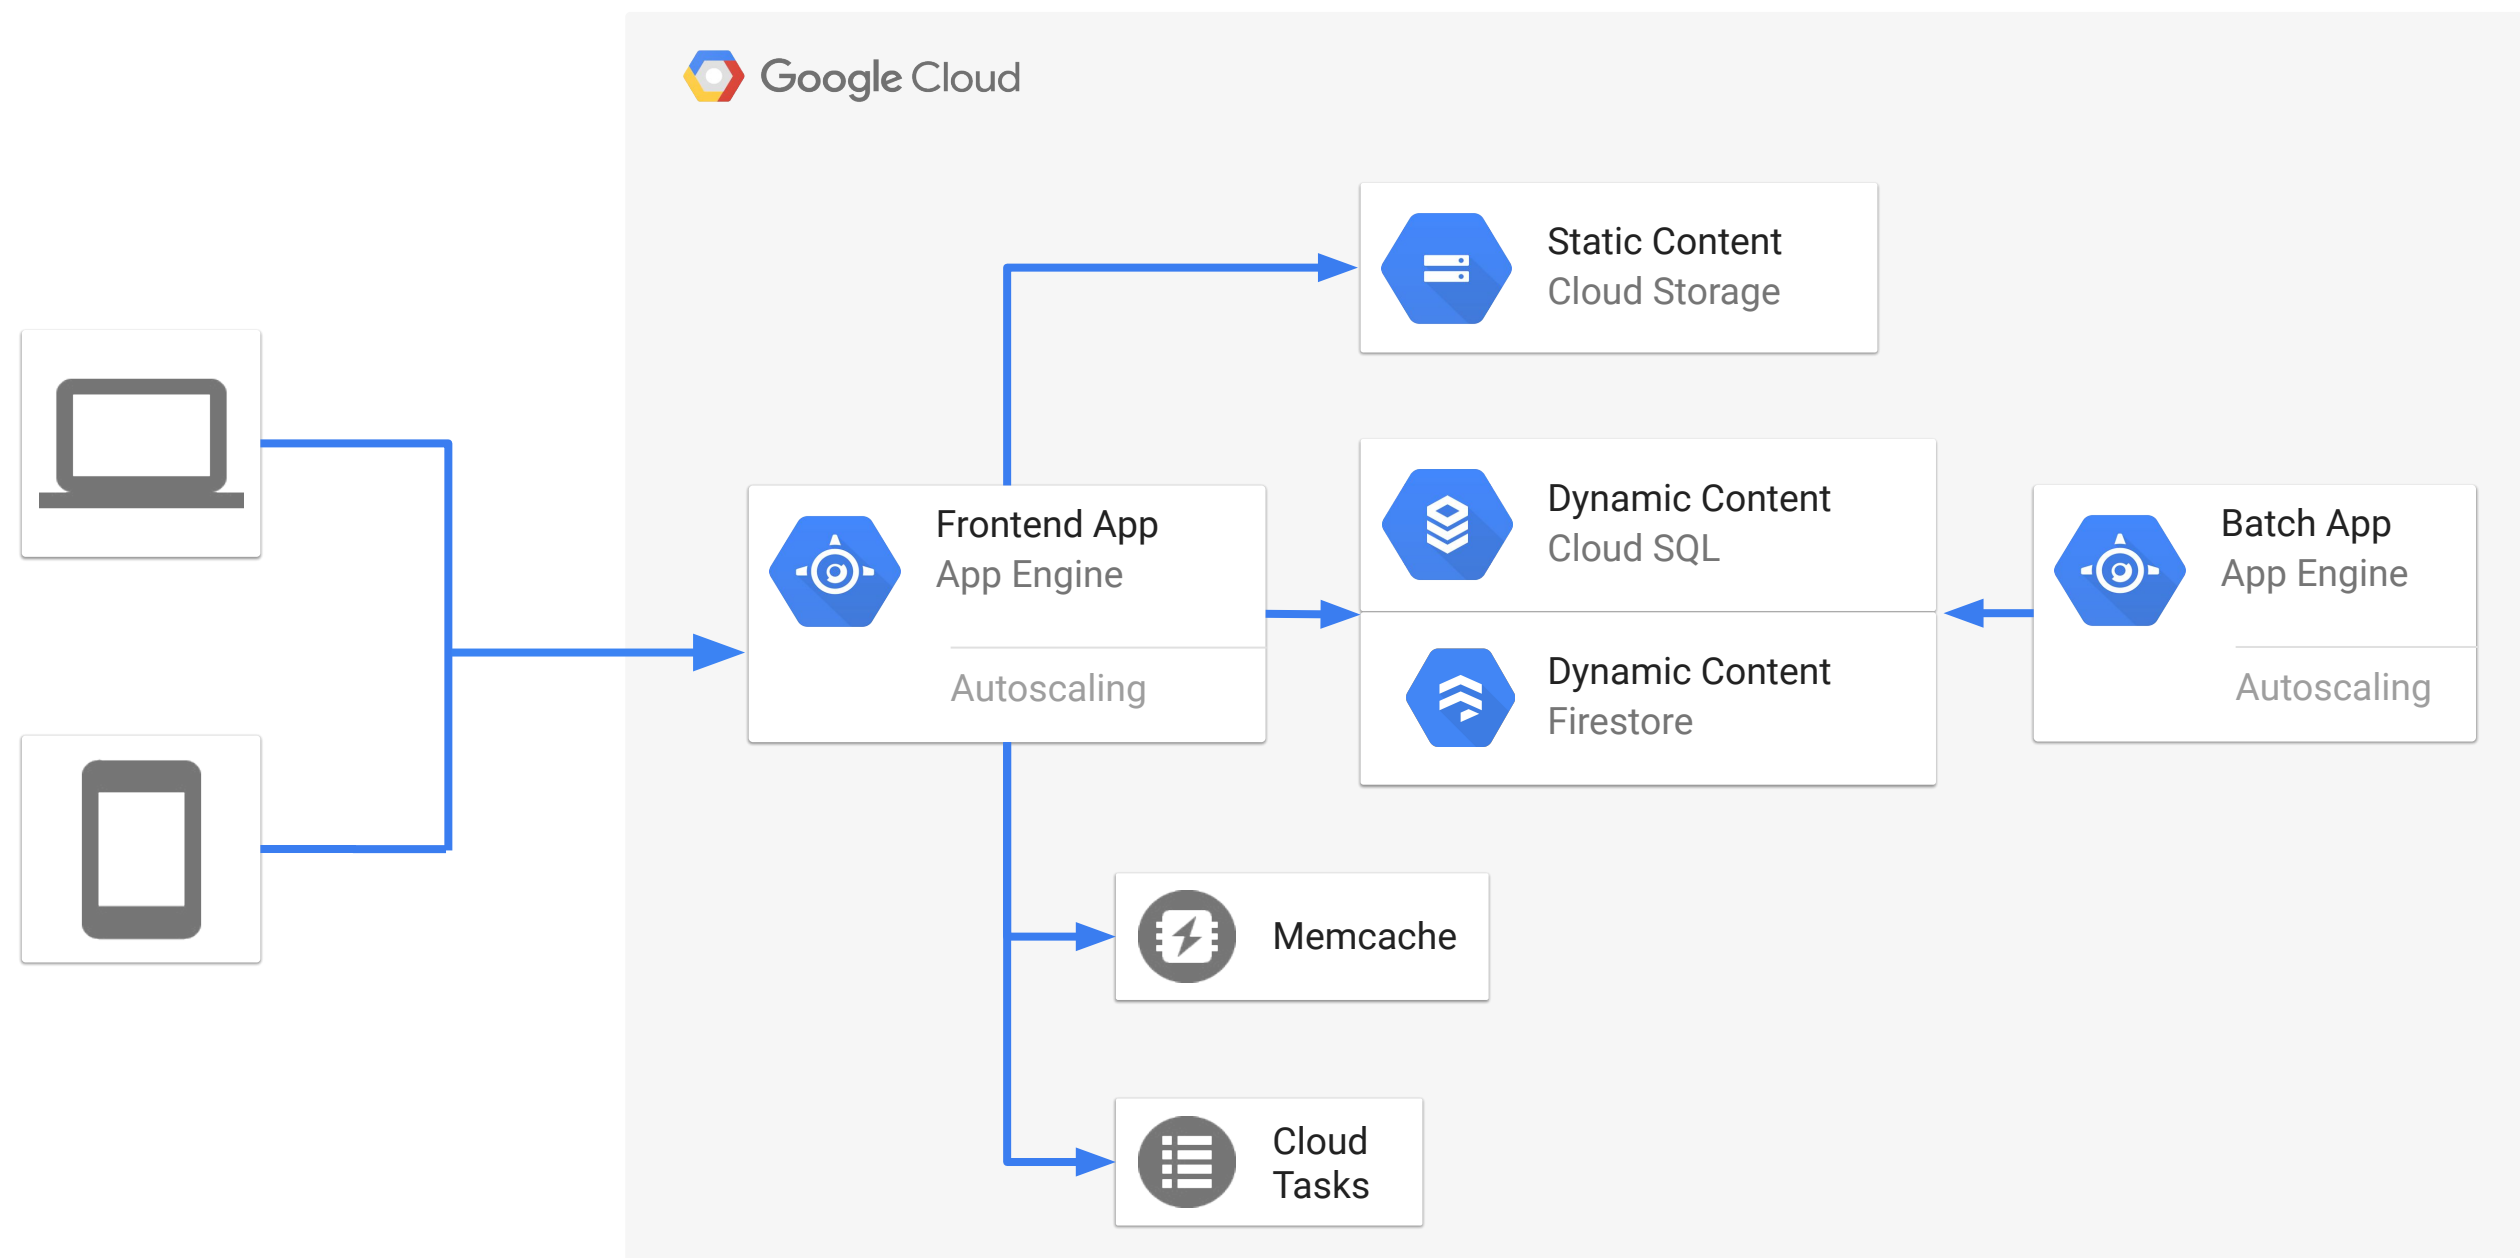 Google Cloud
Static Content
Cloud Storage
Frontend App
App Engine
Autoscaling
Dynamic Content
Cloud SQL
Dynamic Content
Firestore
Batch App
App Engine
Autoscaling
Memcache
Cloud
Tasks